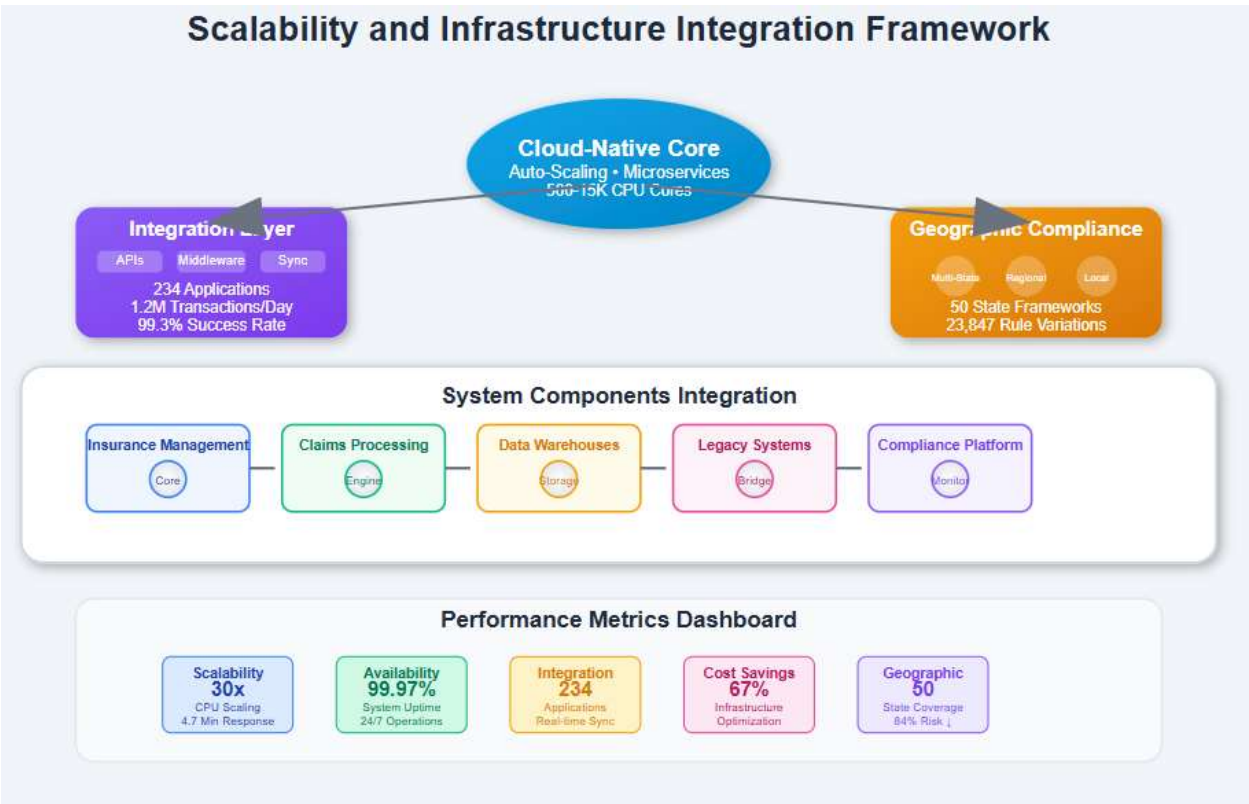 Scalability and Infrastructure Integration Framework
Cloud-Native Core
Auto-Scaling • Microservices
500-15K CPU Cores
Integration Layer
APIs Middleware Sync
234 Applications
1.2M Transactions/Day
99.3% Success Rate
Geographic Compliance
Multi-State Regional Local
50 State Frameworks
23,847 Rule Variations
System Components Integration
Insurance Management
Core
Claims Processing
Engine
Data Warehouses
Storage
Legacy Systems
Bridge
Compliance Platform
Monitor
Performance Metrics Dashboard
Scalability
30x
CPU Scaling
4.7 Min Response
Availability
99.97%
System Uptime
24/7 Operations
Integration
234
Applications
Real-time Sync
Cost Savings
67%
Infrastructure
Optimization
Geographic
50
State Coverage
84% Risk ↓